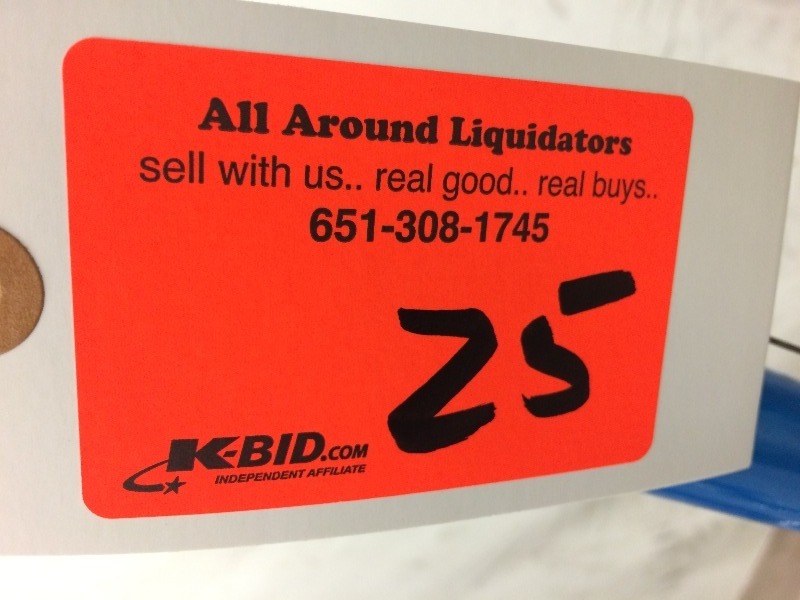 All Around Liquidators
sell with us.. real good.. real buys..
651-308-1745
25
K-BID.COM
INDEPENDENT AFFILIATE